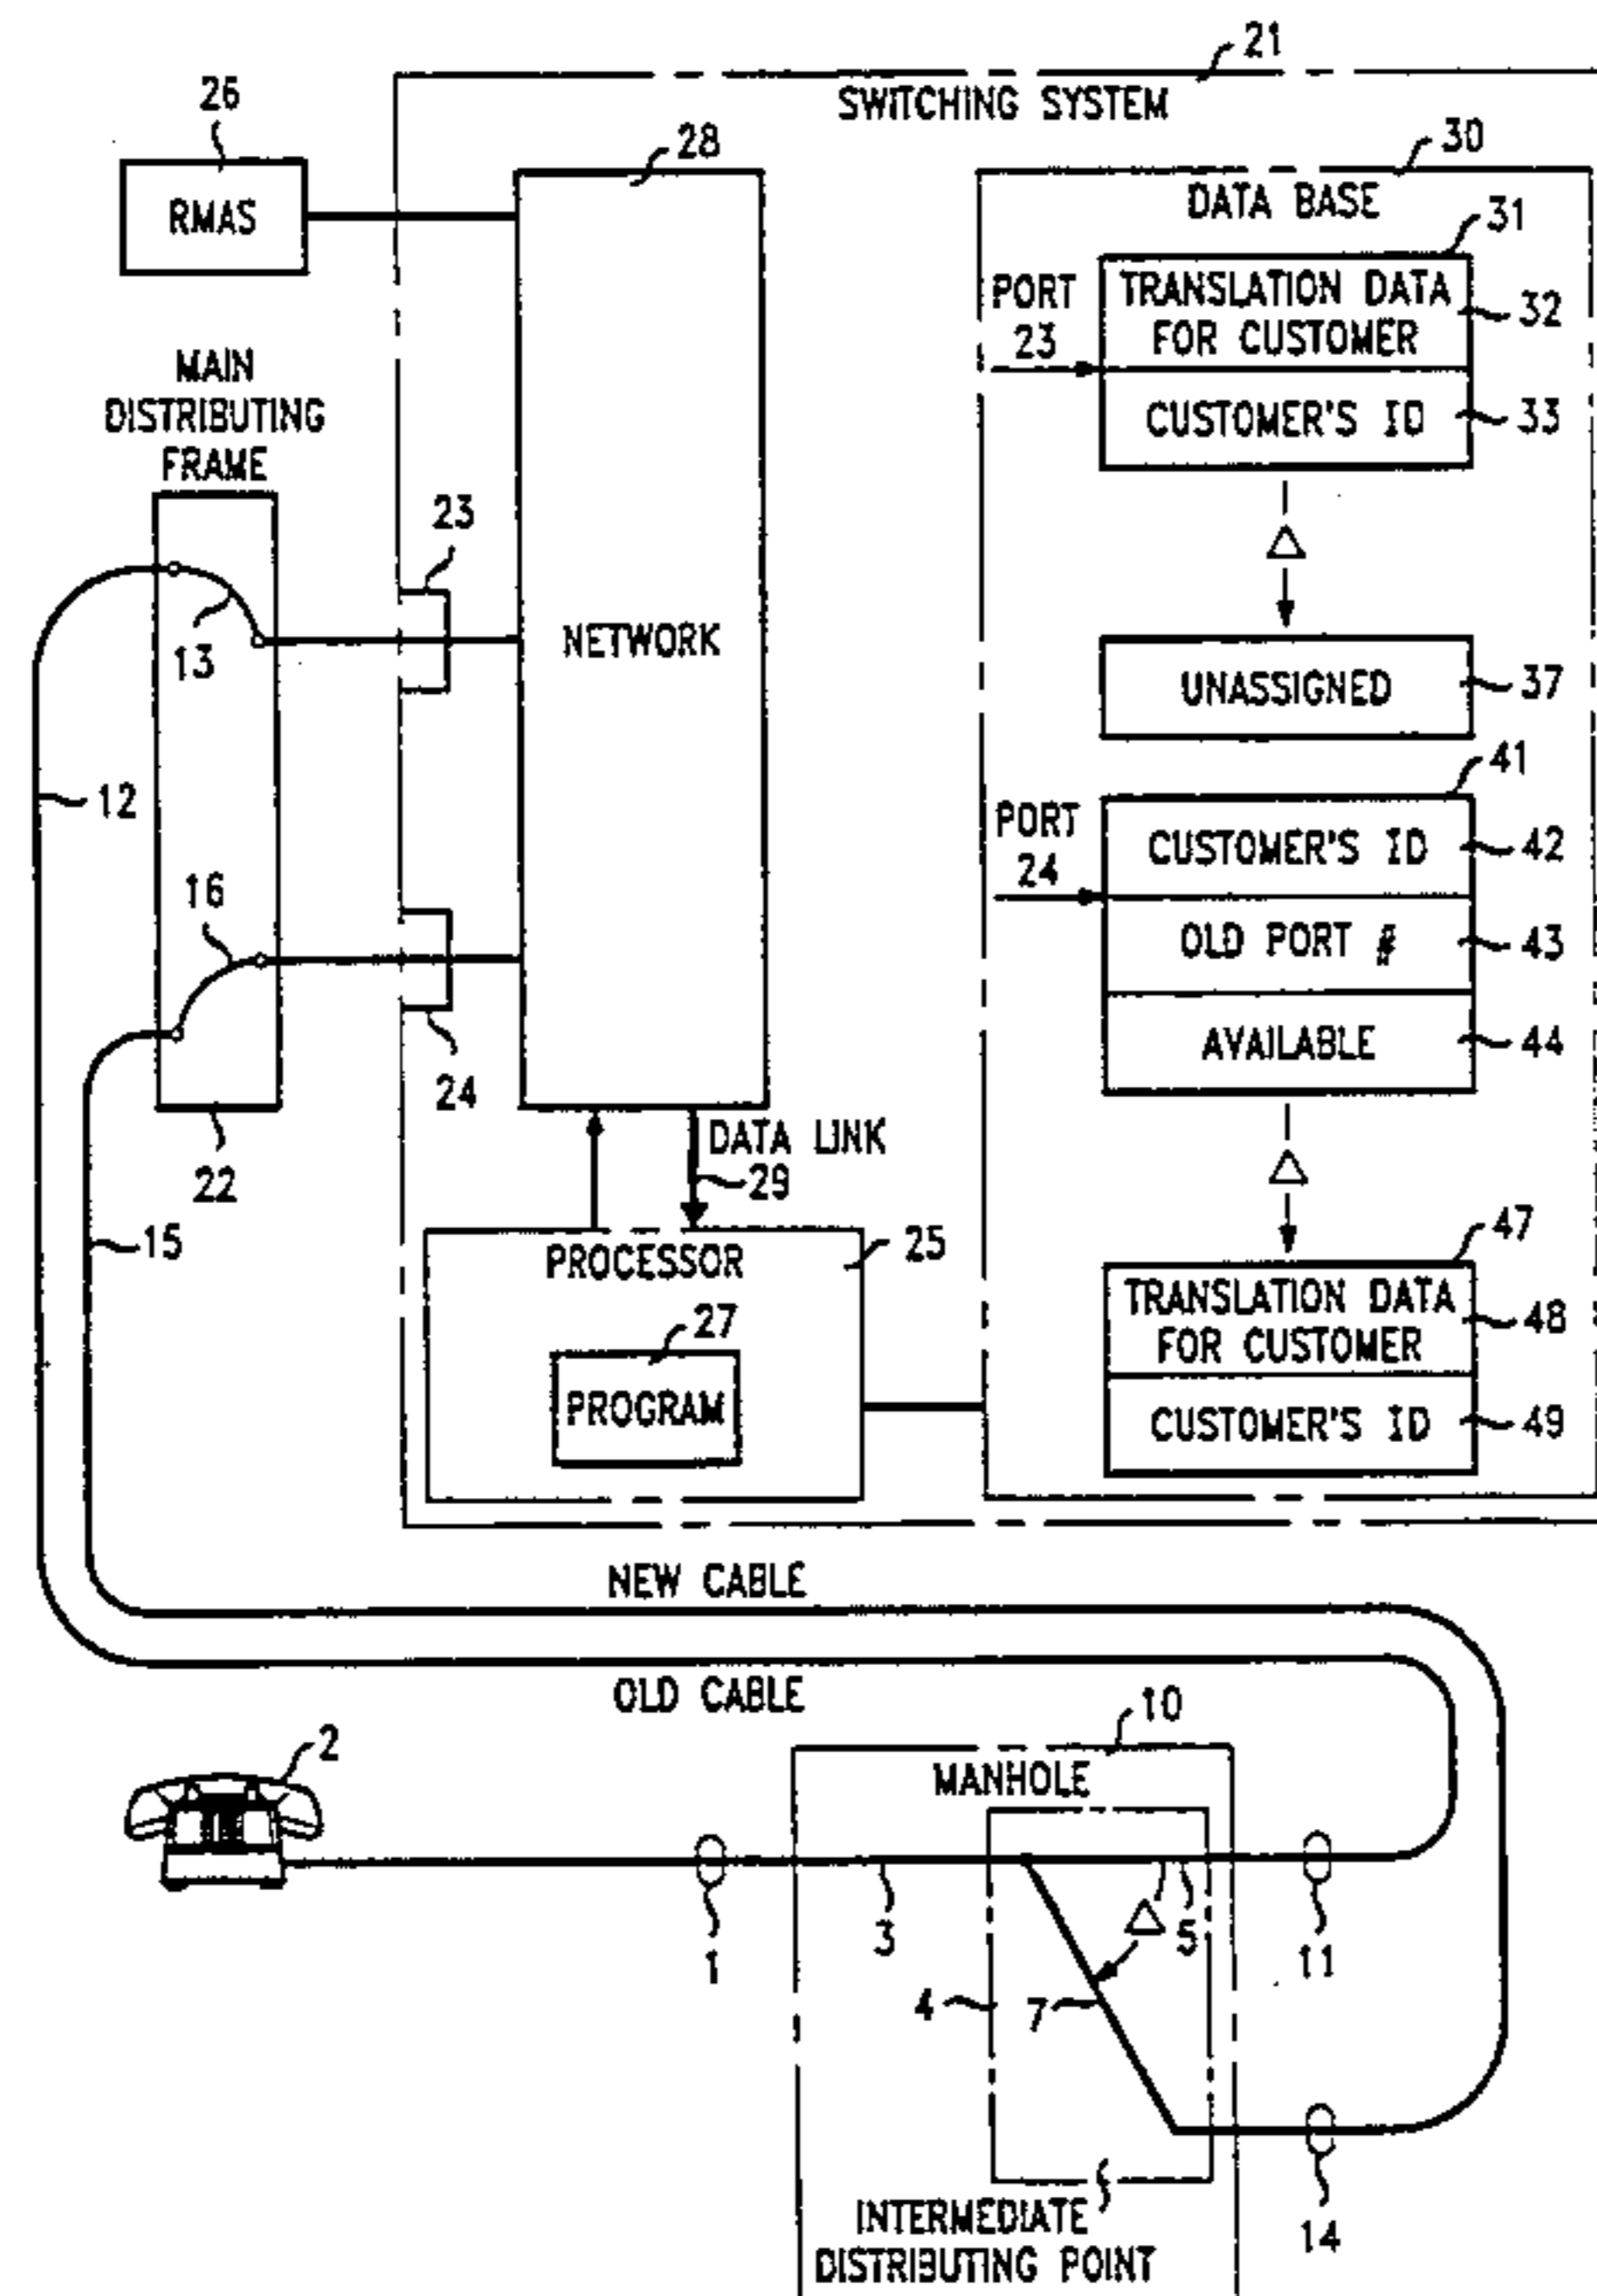 21
SWITCHING SYSTEM
26
RMAS
28
30
DATA BASE
31
PORT
23
TRANSLATION DATA
FOR CUSTOMER
32
CUSTOMER'S ID
33
MAIN
DISTRIBUTING
FRAME
23
13
NETWORK
Δ
UNASSIGNED
37
12
41
PORT
24
CUSTOMER'S ID
42
16
OLD PORT #
43
AVAILABLE
44
24
22
DATA LINK
29
Δ
15
PROCESSOR
25
47
27
PROGRAM
TRANSLATION DATA
FOR CUSTOMER
48
CUSTOMER'S ID
49
NEW CABLE
OLD CABLE
2
10
MANHOLE
1
3
Δ
5
11
4
7
INTERMEDIATE
DISTRIBUTING POINT
14